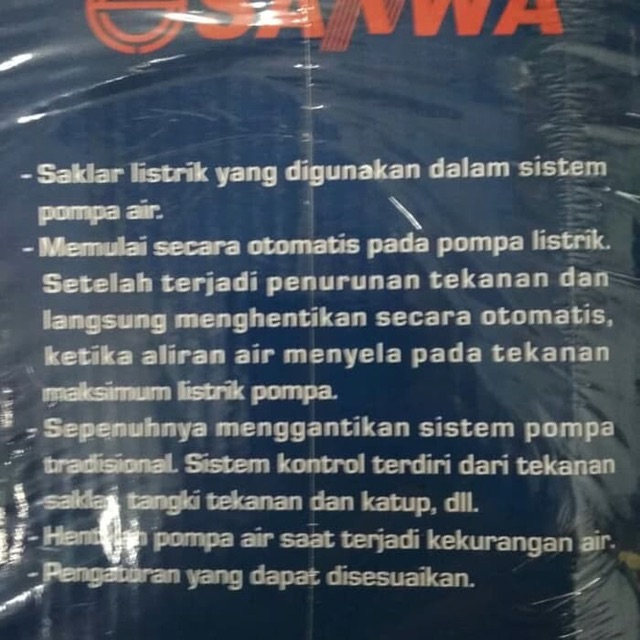 SANWA
- Saklar listrik yang digunakan dalam sistem
pompa air.
- Memulai secara otomatis pada pompa listrik.
Setelah terjadi penurunan tekanan dan
langsung menghentikan secara otomatis,
ketika aliran air menyela pada tekanan
maksimum listrik pompa.
- Sepenuhnya menggantikan sistem pompa
tradisional. Sistem kontrol terdiri dari tekanan
saklar, tangki tekanan dan katup, dll.
- Hentikan pompa air saat terjadi kekurangan air.
- Pengaturan yang dapat disesuaikan.